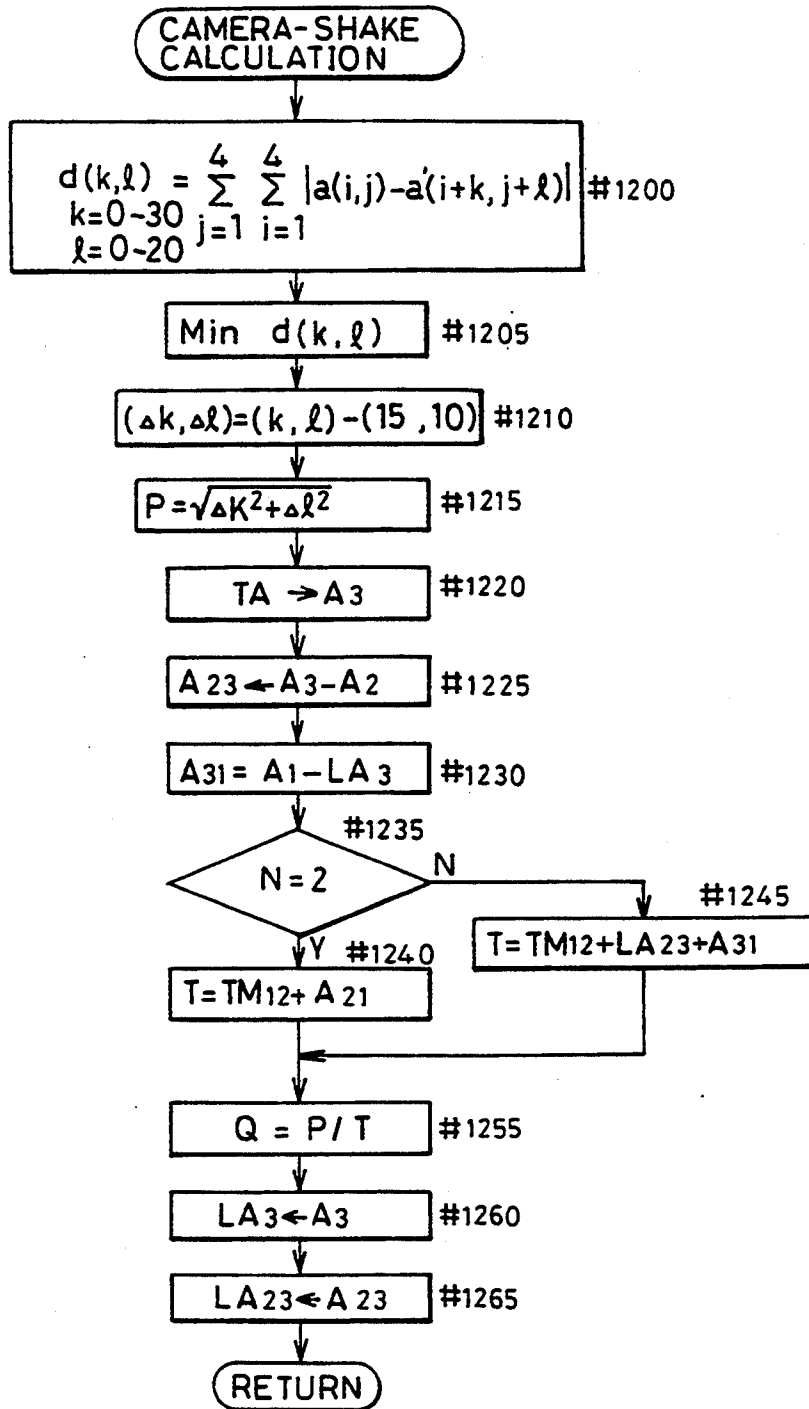 CAMERA-SHAKE
CALCULATION
d(k,ℓ) = 4∑j=1 4∑i=1 |a(i,j)-a'(i+k, j+ℓ)| #1200
k=0~30
ℓ=0~20
Min d(k,ℓ) #1205
(Δk,Δℓ)=(k,ℓ)-(15,10) #1210
P=√ΔK²+Δℓ² #1215
TA → A3 #1220
A23 ← A3-A2 #1225
A31 = A1-LA3 #1230
#1235
N=2
N
Y
#1245
T=TM12+LA23+A31
#1240
T=TM12+A21
Q = P/T #1255
LA3←A3 #1260
LA23←A23 #1265
RETURN